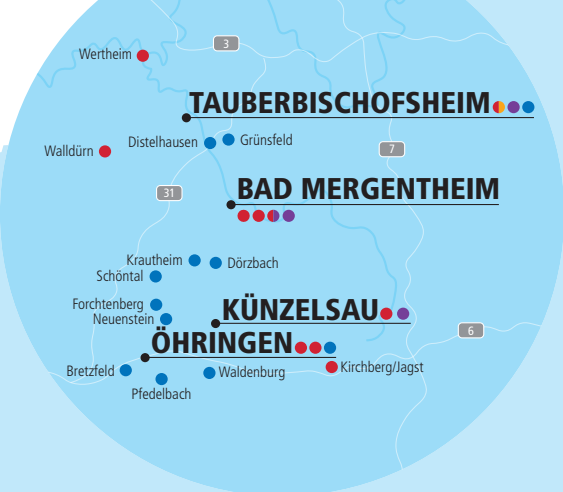 3
Wertheim
TAUBERBISCHOFSHEIM
Distelhausen
Grünsfeld
Walldürn
7
31
BAD MERGENTHEIM
Krautheim
Dörzbach
Schöntal
Forchtenberg
KÜNZELSAU
Neuenstein
6
ÖHRINGEN
Bretzfeld
Waldenburg
Kirchberg/Jagst
Pfedelbach